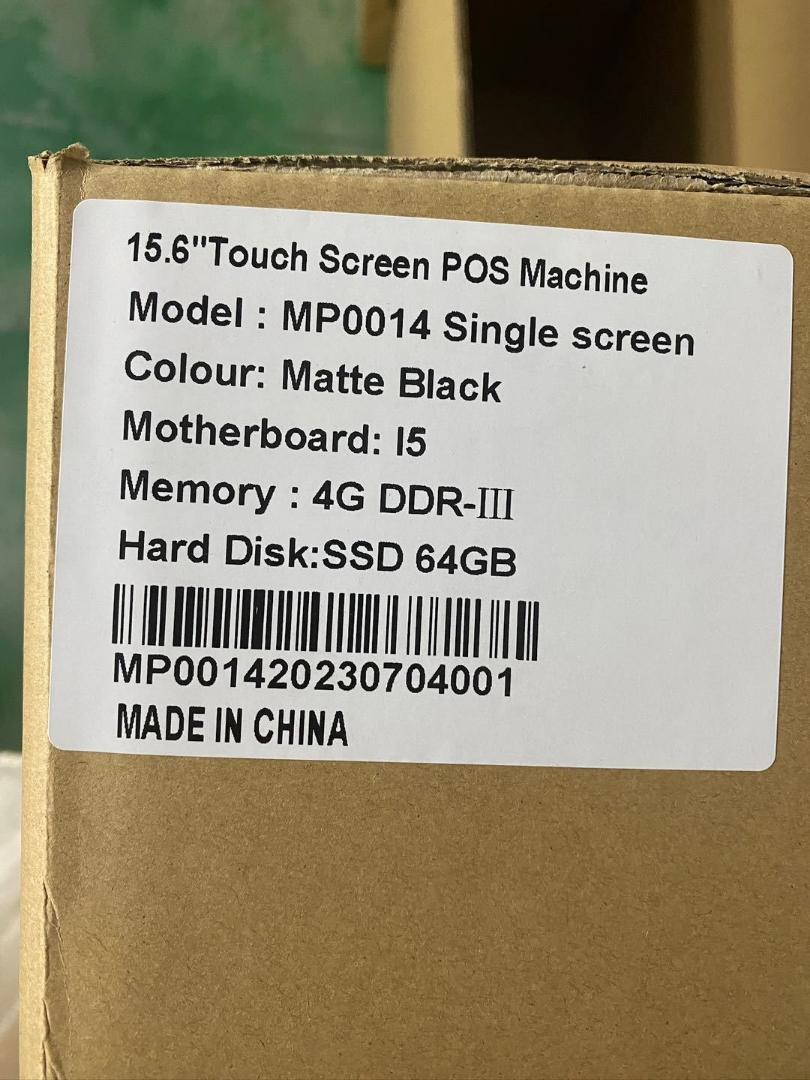 15.6"Touch Screen POS Machine
Model : MP0014 Single screen
Colour: Matte Black
Motherboard: I5
Memory : 4G DDR-III
Hard Disk:SSD 64GB
MP001420230704001
MADE IN CHINA